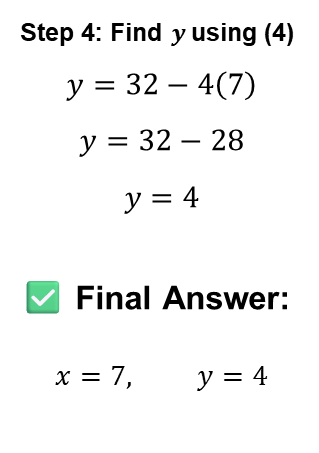 Step 4: Find y using (4)
y = 32 − 4(7)
y = 32 − 28
y = 4
✅ Final Answer:
x = 7, y = 4